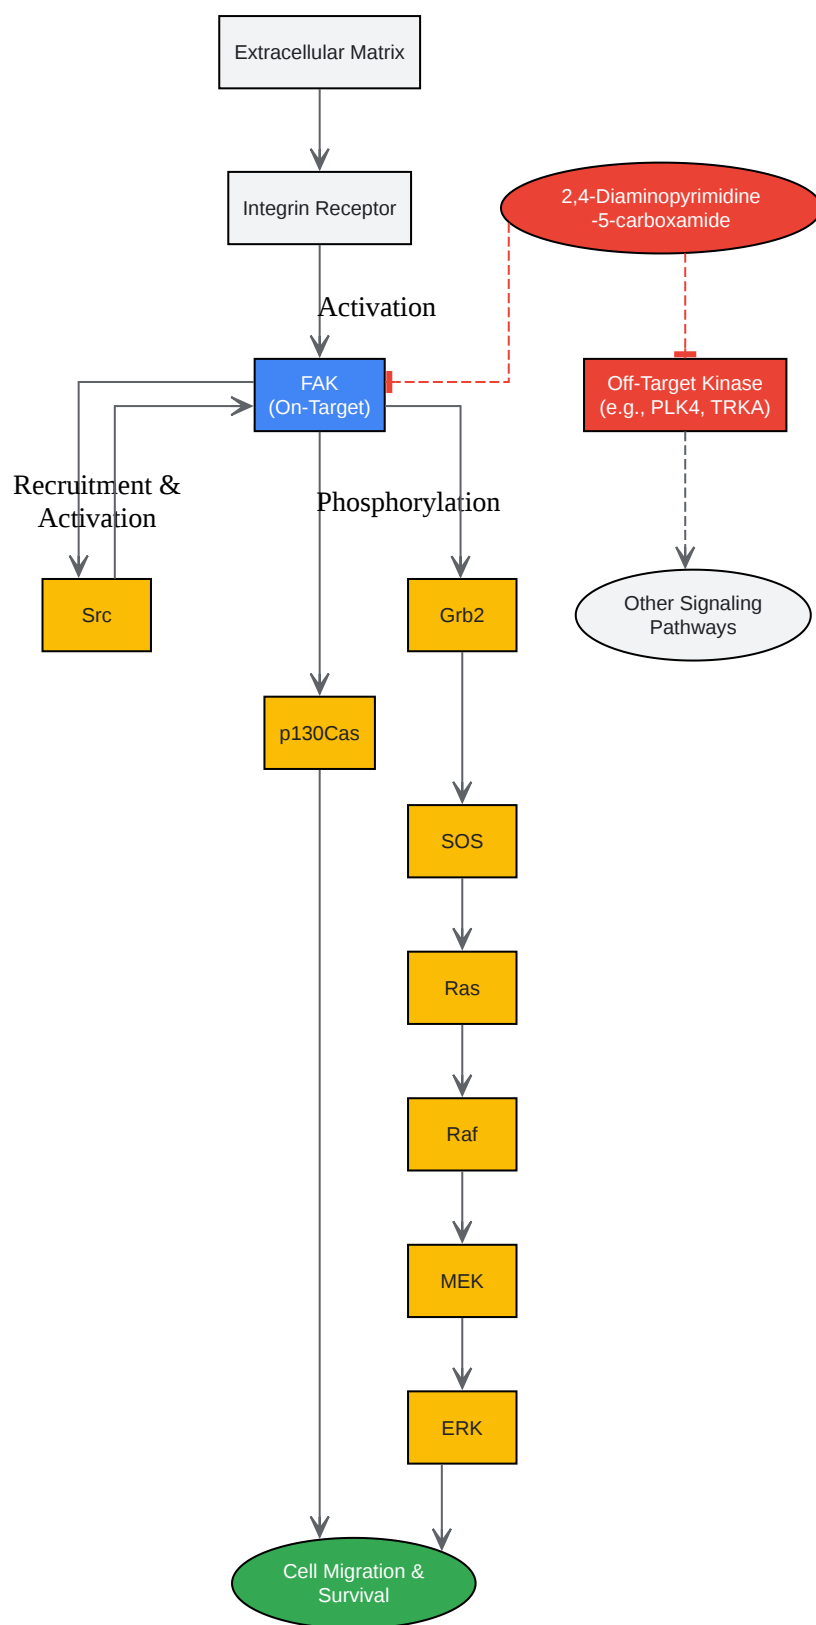 Extracellular Matrix
Integrin Receptor
2,4-Diaminopyrimidine
-5-carboxamide
Activation
FAK
(On-Target)
Off-Target Kinase
(e.g., PLK4, TRKA)
Recruitment &
Activation
Phosphorylation
Src
Grb2
Other Signaling
Pathways
p130Cas
SOS
Ras
Raf
MEK
ERK
Cell Migration &
Survival